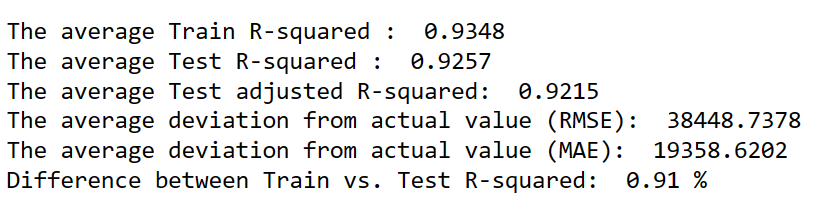 The average Train R-squared :  0.9348
The average Test R-squared :  0.9257
The average Test adjusted R-squared:  0.9215
The average deviation from actual value (RMSE):  38448.7378
The average deviation from actual value (MAE):  19358.6202
Difference between Train vs. Test R-squared:  0.91 %